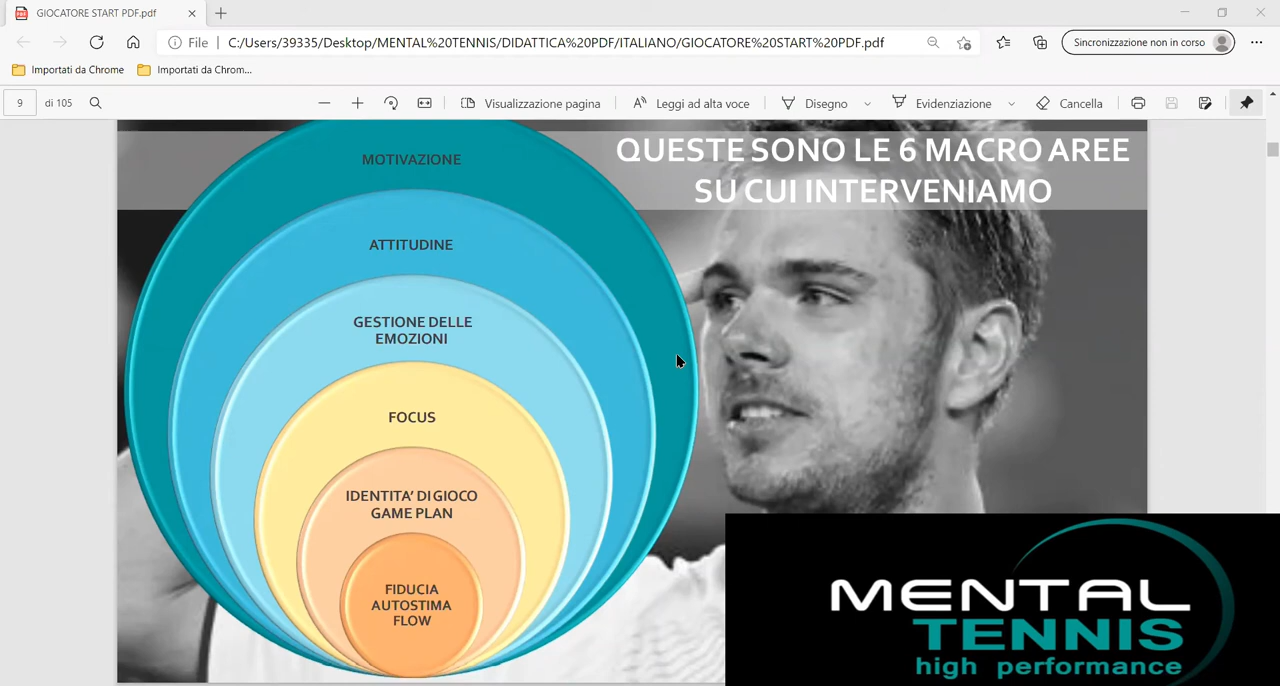 GIOCATORE START PDF.pdf
File
C:/Users/39335/Desktop/MENTAL%20TENNIS/DIDATTICA%20PDF/ITALIANO/GIOCATORE%20START%20PDF.pdf
Sincronizzazione non in corso
Importati da Chrome
Importati da Chrom...
9 di 105
Visualizzazione pagina
Leggi ad alta voce
Disegno
Evidenziazione
Cancella
QUESTE SONO LE 6 MACRO AREE
SU CUI INTERVENIAMO
MOTIVAZIONE
ATTITUDINE
GESTIONE DELLE
EMOZIONI
FOCUS
IDENTITA' DI GIOCO
GAME PLAN
FIDUCIA
AUTOSTIMA
FLOW
MENTAL
TENNIS
high performance